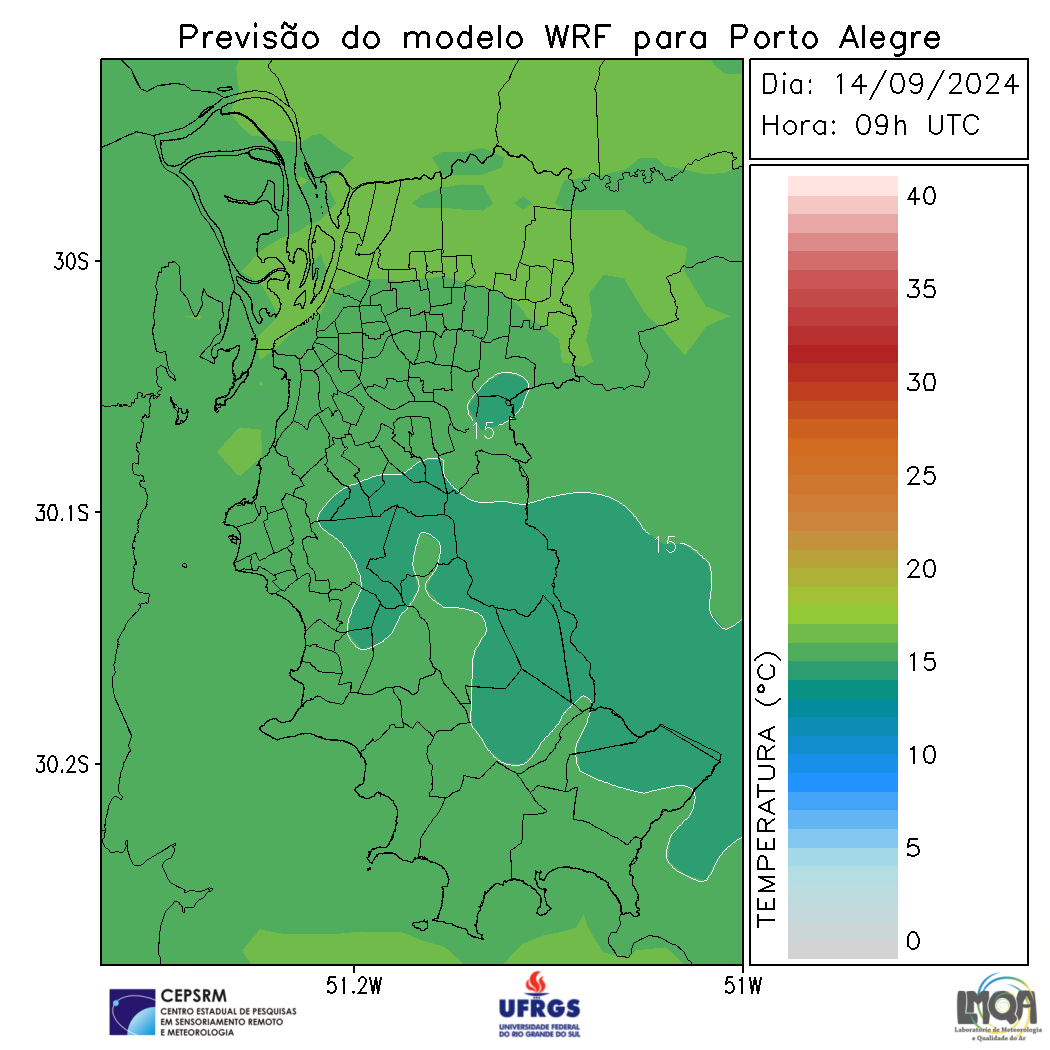 Previsão do modelo WRF para Porto Alegre
Dia: 14/09/2024
Hora: 09h UTC
40
35
30
25
20
15
10
5
0
TEMPERATURA (°C)
30S
30.1S
30.2S
15
15
51.2W
51W
CEPSRM
CENTRO ESTADUAL DE PESQUISAS
EM SENSORIAMENTO REMOTO
E METEOROLOGIA
UFRGS
UNIVERSIDADE FEDERAL
DO RIO GRANDE DO SUL
LMQA
Laboratório de Meteorologia
e Qualidade do Ar